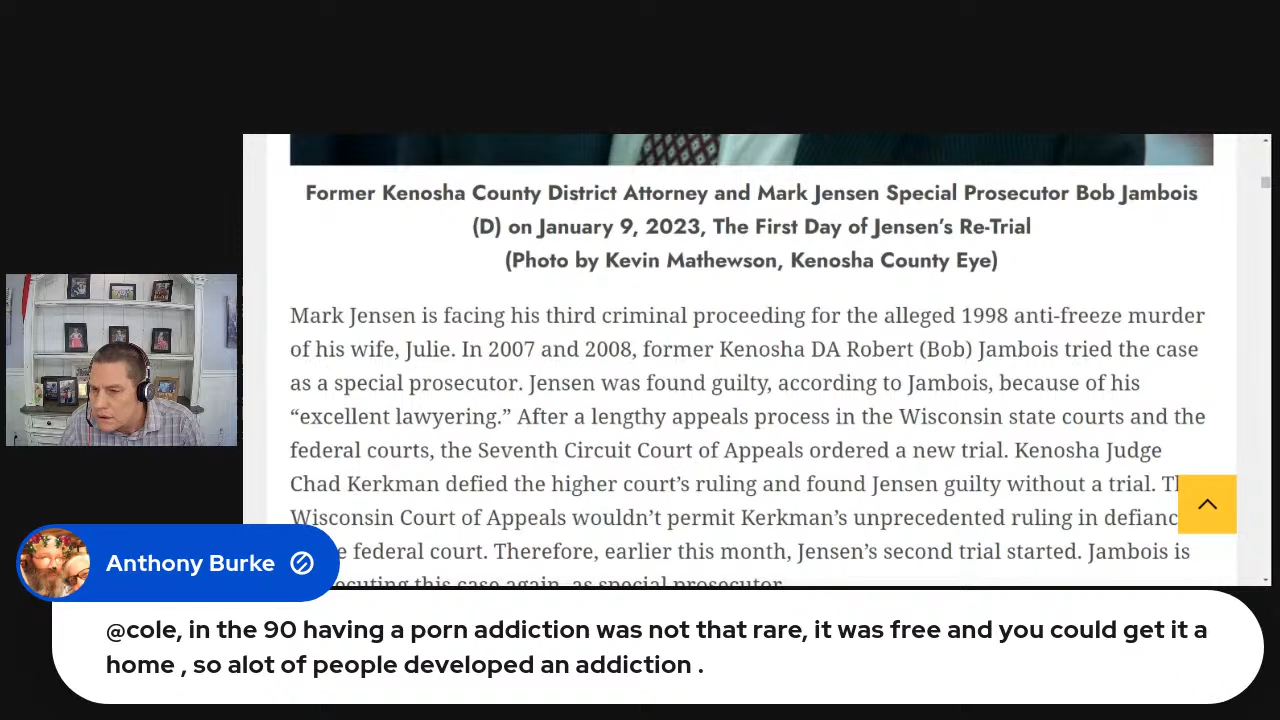 Former Kenosha County District Attorney and Mark Jensen Special Prosecutor Bob Jambois
(D) on January 9, 2023, The First Day of Jensen's Re-Trial
(Photo by Kevin Mathewson, Kenosha County Eye)
Mark Jensen is facing his third criminal proceeding for the alleged 1998 anti-freeze murder
of his wife, Julie. In 2007 and 2008, former Kenosha DA Robert (Bob) Jambois tried the case
as a special prosecutor. Jensen was found guilty, according to Jambois, because of his
“excellent lawyering.” After a lengthy appeals process in the Wisconsin state courts and the
federal courts, the Seventh Circuit Court of Appeals ordered a new trial. Kenosha Judge
Chad Kerkman defied the higher court’s ruling and found Jensen guilty without a trial.
Wisconsin Court of Appeals wouldn’t permit Kerkman’s unprecedented ruling in
federal court. Therefore, earlier this month, Jensen’s second trial started. Jambois is
this case again, as special prosecutor.
Anthony Burke
@cole, in the 90 having a porn addiction was not that rare, it was free and you could get it a
home , so alot of people developed an addiction .